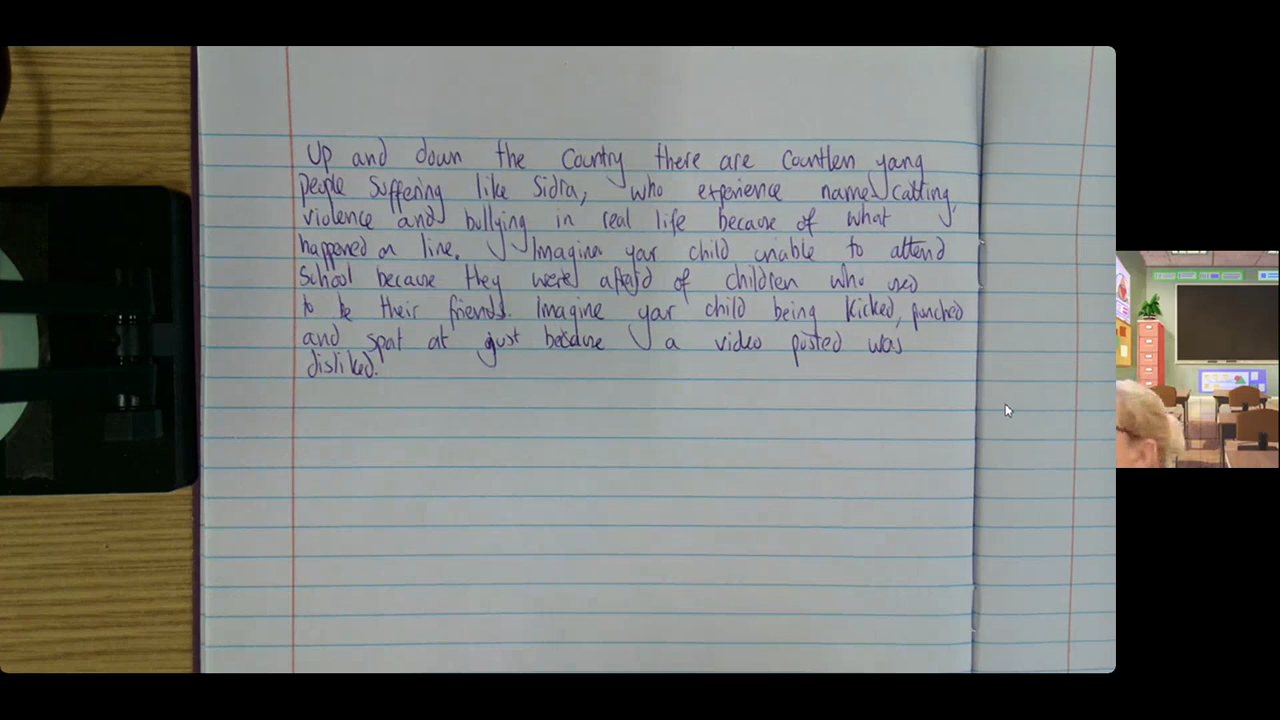 Up and down the Country there are countless young
people suffering like Sidra, who experience name-calling,
violence and bullying in real life because of what
happened on line. Imagine your child unable to attend
School because they were afraid of children who used
to be their friends. Imagine your child being kicked, punched
and spat at just because a video posted was
disliked.